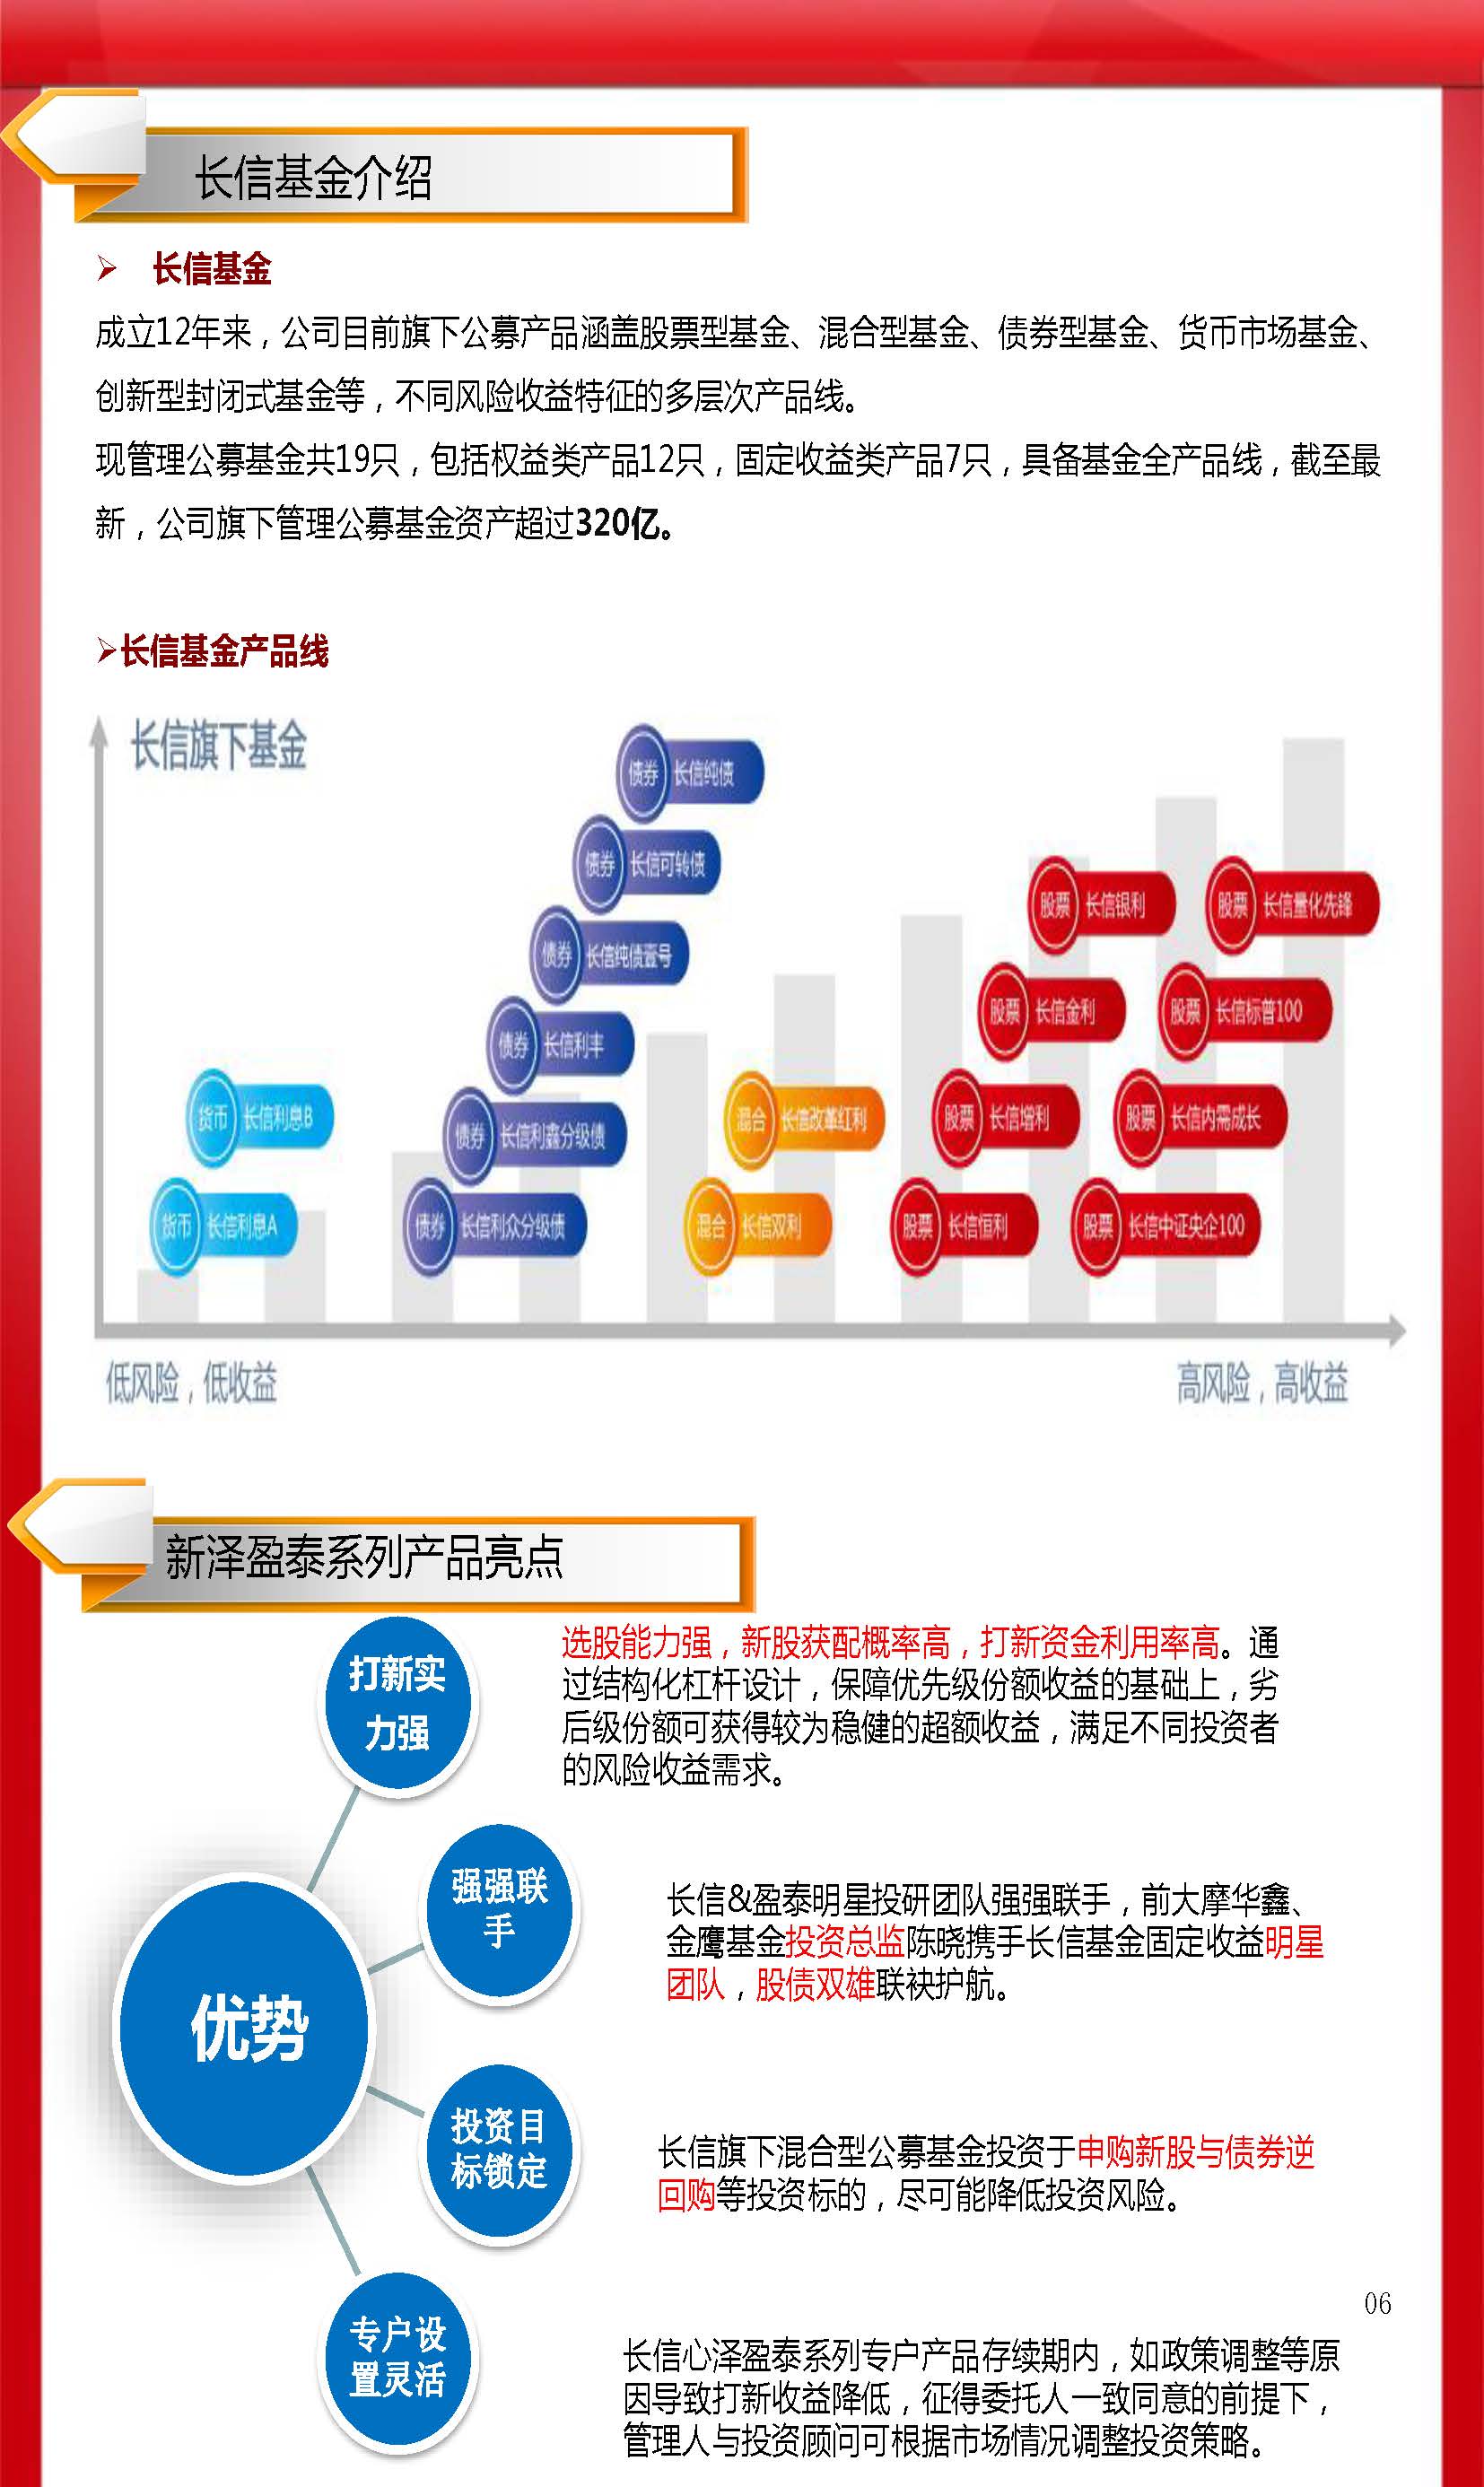 长信基金介绍
长信基金
成立12年来，公司目前旗下公募产品涵盖股票型基金、混合型基金、债券型基金、货币市场基金、
创新型封闭式基金等，不同风险收益特征的多层次产品线。
现管理公募基金共19只，包括权益类产品12只，固定收益类产品7只，具备基金全产品线，截至最
新，公司旗下管理公募基金资产超过320亿。
长信基金产品线
长信旗下基金
债券 长信纯债
债券 长信可转债
股票 长信银利
股票 长信量化先锋
债券 长信纯债壹号
股票 长信金利
股票 长信标普100
债券 长信利丰
货币 长信利息B
债券 长信利鑫分级债
混合 长信改革红利
股票 长信增利
股票 长信内需成长
货币 长信利息A
债券 长信利众分级债
混合 长信双利
股票 长信恒利
股票 长信中证央企100
低风险，低收益
高风险，高收益
新泽盈泰系列产品亮点
优势
打新实
力强
选股能力强，新股获配概率高，打新资金利用率高。通
过结构化杠杆设计，保障优先级份额收益的基础上，劣
后级份额可获得较为稳健的超额收益，满足不同投资者
的风险收益需求。
强强联
手
长信&盈泰明星投研团队强强联手，前大摩华鑫、
金鹰基金投资总监陈晓携手长信基金固定收益明星
团队，股债双雄联袂护航。
投资目
标锁定
长信旗下混合型公募基金投资于申购新股与债券逆
回购等投资标的，尽可能降低投资风险。
06
专户设
置灵活
长信心泽盈泰系列专户产品存续期内，如政策调整等原
因导致打新收益降低，征得委托人一致同意的前提下，
管理人与投资顾问可根据市场情况调整投资策略。